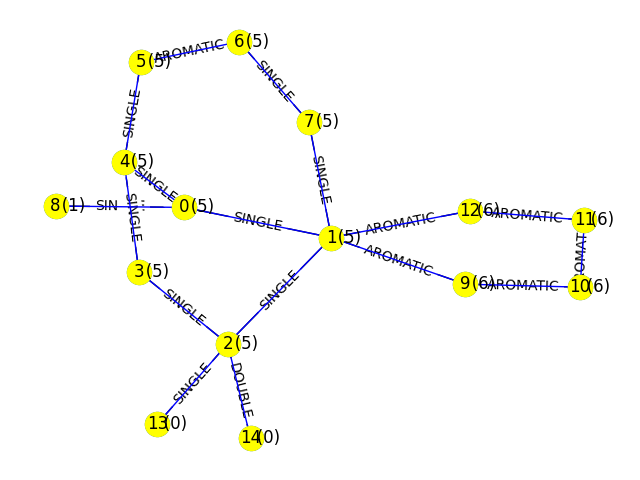 6(5)
AROMATIC
5(5)
SINGLE
SINGLE
7(5)
4(5)
SINGLE
SINGLE
8(1)
SIN
0(5)
SINGLE
SINGLE
12(6)
AROMATIC
11(6)
AROMATIC
1(5)
AROMATIC
3(5)
SINGLE
SINGLE
9(6)
AROMATIC
10(6)
2(5)
SINGLE
DOUBLE
13(0)
14(0)